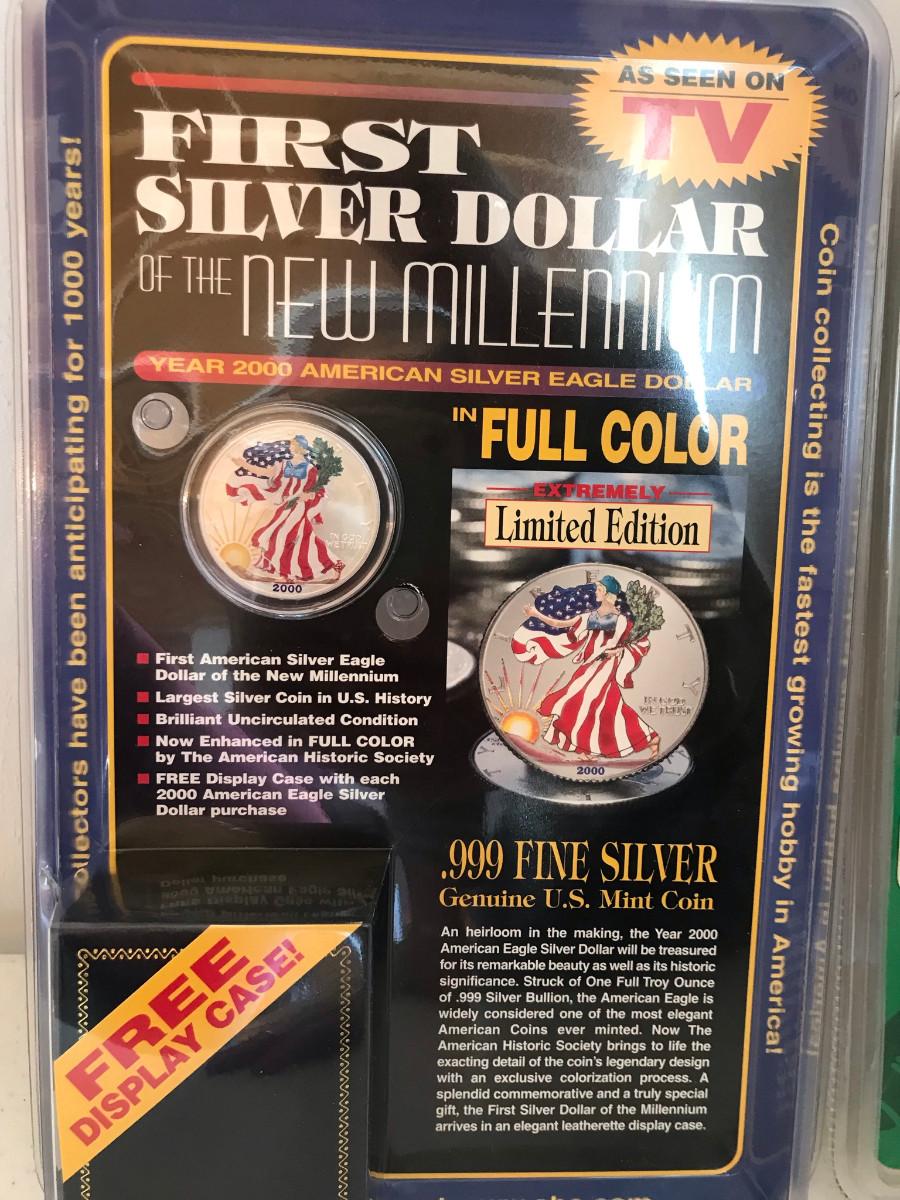 AS SEEN ON
TV
FIRST
SILVER DOLLAR
OF THE NEW MILLENNIUM
YEAR 2000 AMERICAN SILVER EAGLE DOLLAR
IN FULL COLOR
EXTREMELY
Limited Edition
IN GOD
WE TRUST
2000
IN GOD
WE TRUST
2000
First American Silver Eagle
Dollar of the New Millennium
Largest Silver Coin in U.S. History
Brilliant Uncirculated Condition
Now Enhanced in FULL COLOR
by The American Historic Society
FREE Display Case with each
2000 American Eagle Silver
Dollar purchase
.999 FINE SILVER
Genuine U.S. Mint Coin
An heirloom in the making, the Year 2000
American Eagle Silver Dollar will be treasured
for its remarkable beauty as well as its historic
significance. Struck of One Full Troy Ounce
of .999 Silver Bullion, the American Eagle is
widely considered one of the most elegant
American Coins ever minted. Now The
American Historic Society brings to life the
exacting detail of the coin's legendary design
with an exclusive colorization process. A
splendid commemorative and a truly special
gift, the First Silver Dollar of the Millennium
arrives in an elegant leatherette display case.
FREE
DISPLAY CASE!
have been anticipating for 1000 years!
Coin collecting is the fastest growing hobby in America!